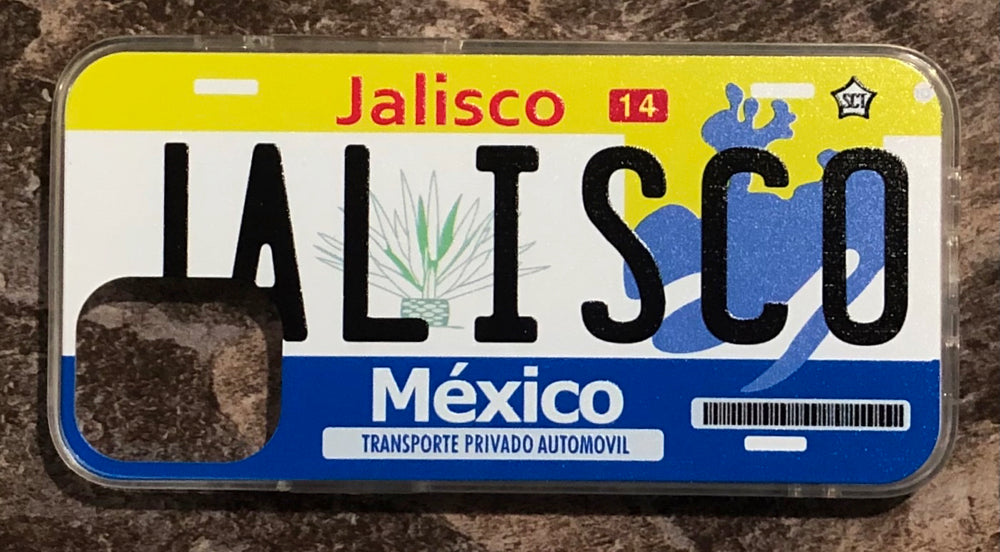 Jalisco 14 SCT
JALISCO
México
TRANSPORTE PRIVADO AUTOMOVIL